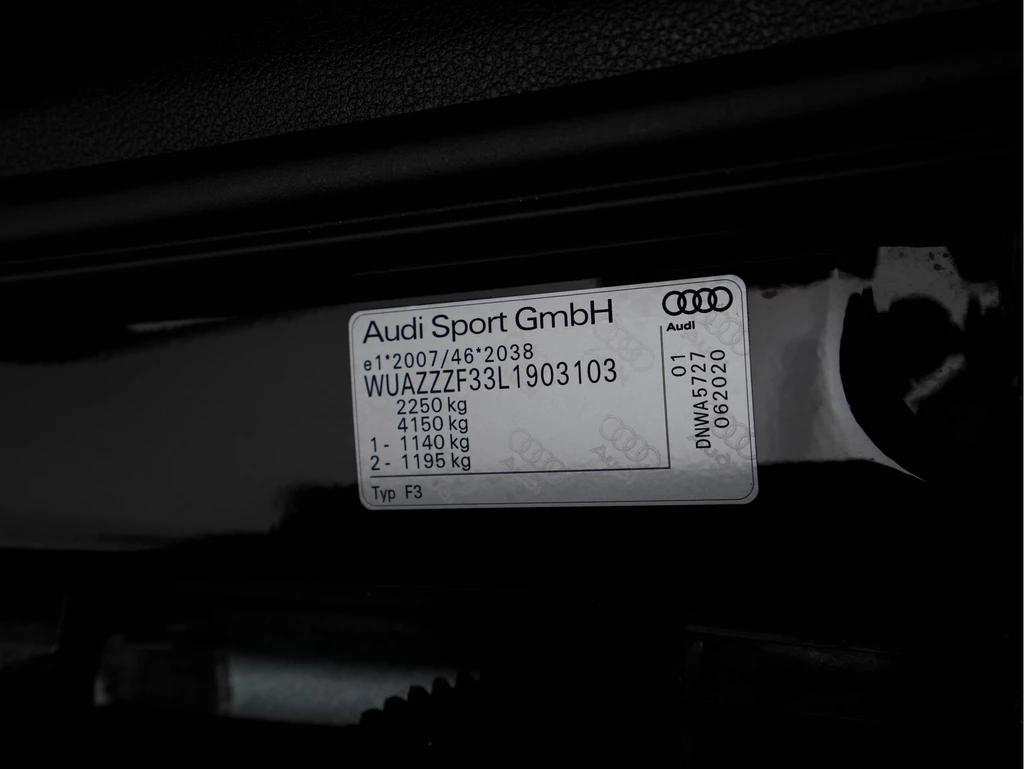 Audi Sport GmbH
e1*2007/46*2038
WUAZZZF33L1903103
2250 kg
4150 kg
1 - 1140 kg
2 - 1195 kg
Typ F3
Audi
01
DNWA5727
062020